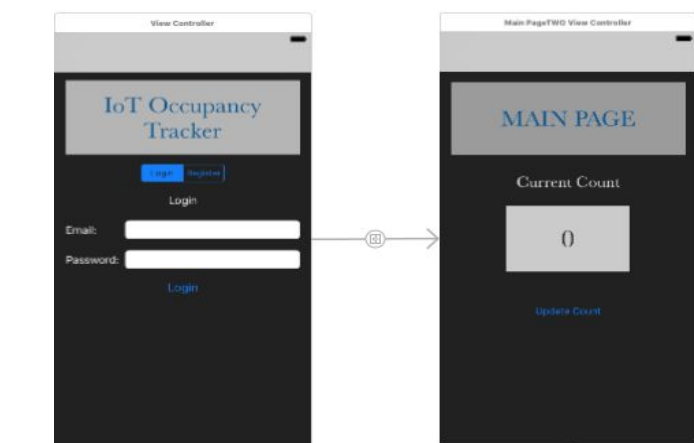 View Controller
IoT Occupancy
Tracker
Login Register
Login
Email:
Password:
Login
Main PageTWO View Controller
MAIN PAGE
Current Count
0
Update Count